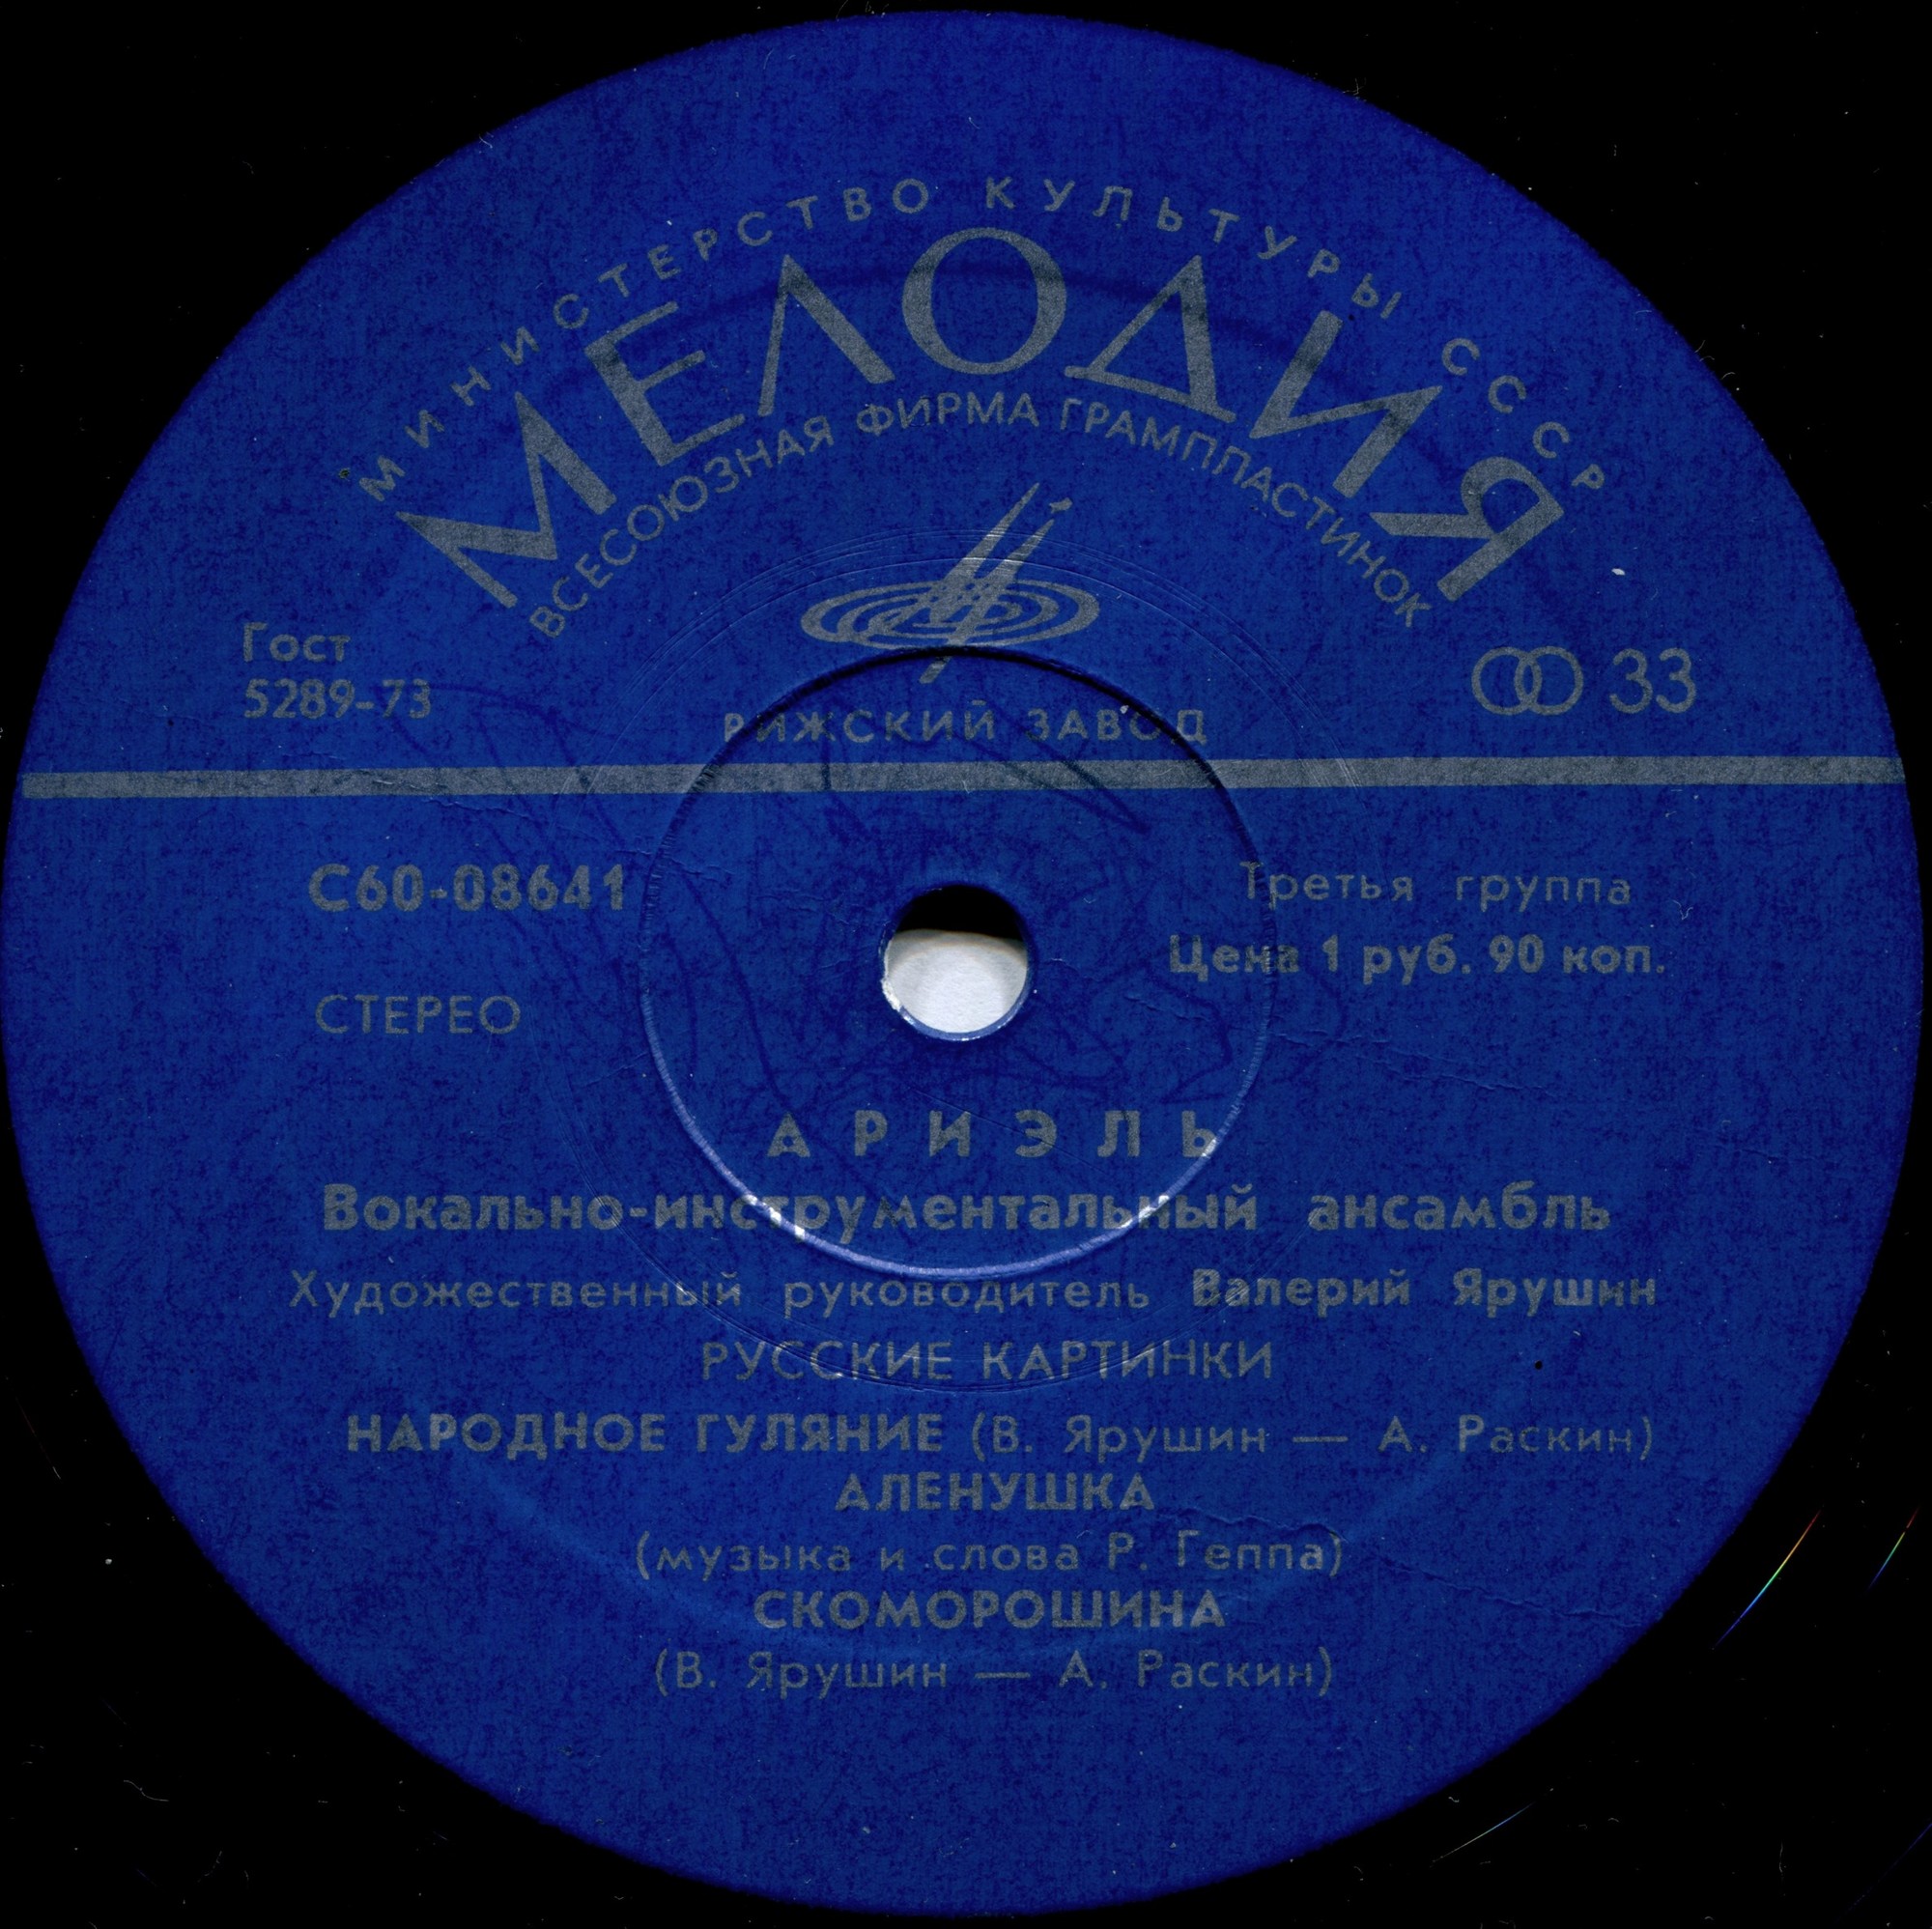 МИНИСТЕРСТВО КУЛЬТУРЫ СССР
МЕЛОДИЯ
ВСЕСОЮЗНАЯ ФИРМА ГРАМПЛАСТИНОК
Гост
5289-73
33
РИЖСКИЙ ЗАВОД
С60-08641
Третья группа
Цена 1 руб. 90 коп.
СТЕРЕО
АРИЭЛЬ
Вокально-инструментальный ансамбль
Художественный руководитель Валерий Ярушин
РУССКИЕ КАРТИНКИ
НАРОДНОЕ ГУЛЯНИЕ (В. Ярушин — А. Раскин)
АЛЕНУШКА
(музыка и слова Р. Геппа)
СКОМОРОШИНА
(В. Ярушин — А. Раскин)